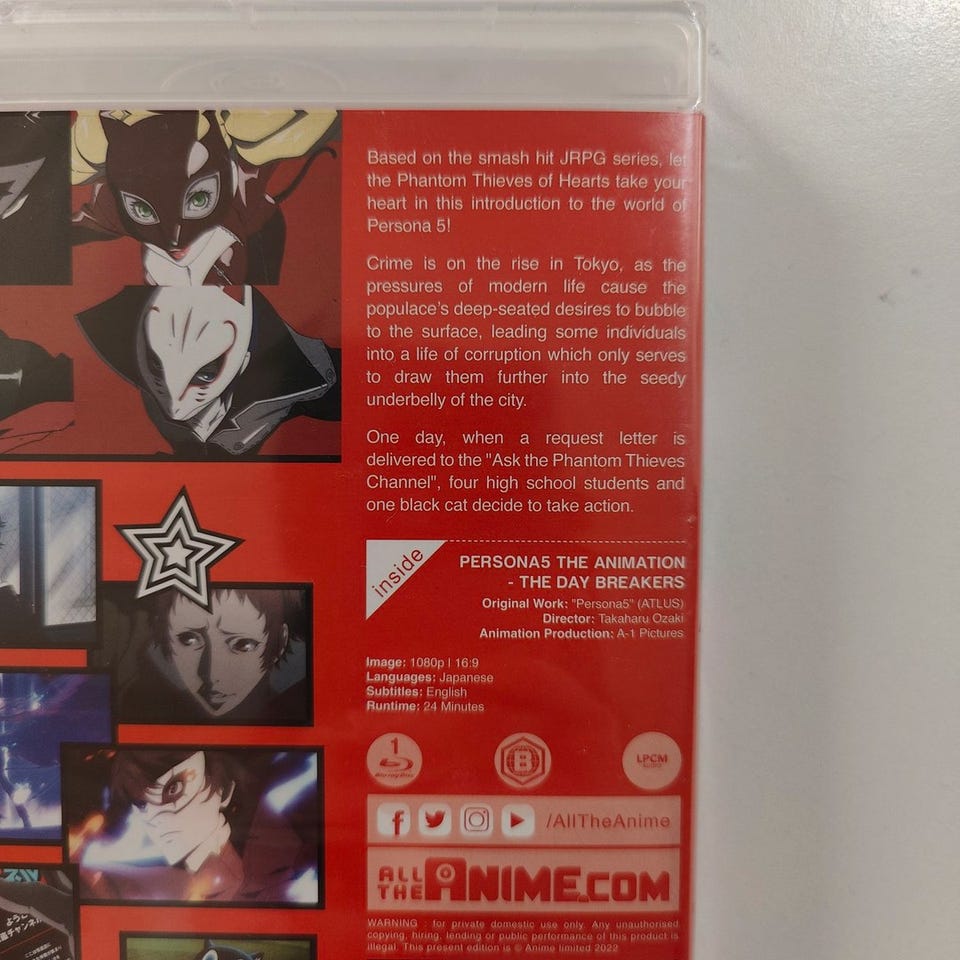 Based on the smash hit JRPG series, let
the Phantom Thieves of Hearts take your
heart in this introduction to the world of
Persona 5!
Crime is on the rise in Tokyo, as the
pressures of modern life cause the
populace's deep-seated desires to bubble
to the surface, leading some individuals
into a life of corruption which only serves
to draw them further into the seedy
underbelly of the city.
One day, when a request letter is
delivered to the "Ask the Phantom Thieves
Channel", four high school students and
one black cat decide to take action.
inside
PERSONA5 THE ANIMATION
- THE DAY BREAKERS
Original Work: "Persona5" (ATLUS)
Director: Takaharu Ozaki
Animation Production: A-1 Pictures
Image: 1080p | 16:9
Languages: Japanese
Subtitles: English
Runtime: 24 Minutes
1
Blu-ray Disc
B
LPCM
AUDIO
/AllTheAnime
ALL THE ANIME.COM
WARNING : for private domestic use only. Any unauthorised
copying, hiring, lending or public performance of this product is
illegal. This present edition is © Anime limited 2022